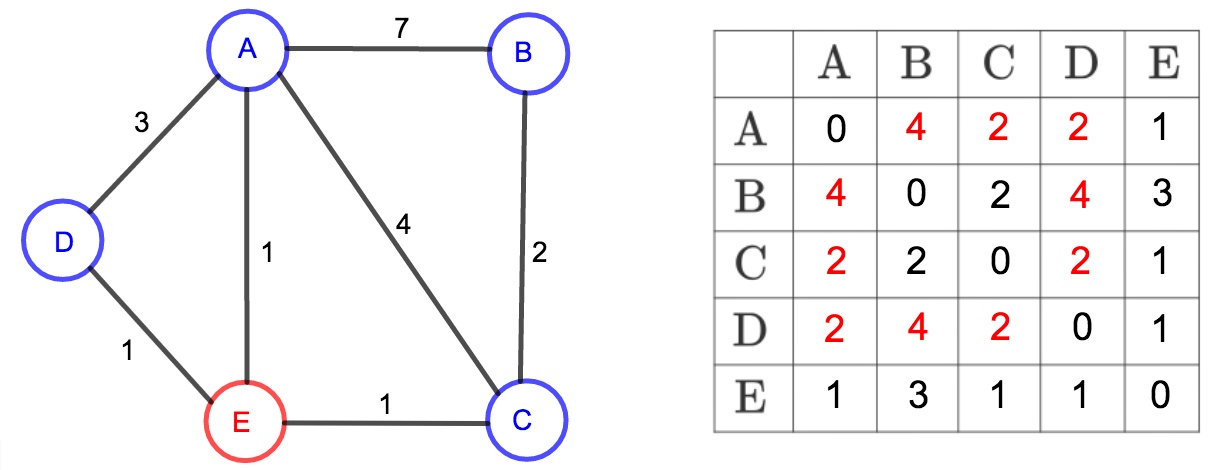 A 7 B
3
D
4
1
2
1
E 1 C
A B C D E
A 0 4 2 2 1
B 4 0 2 4 3
C 2 2 0 2 1
D 2 4 2 0 1
E 1 3 1 1 0